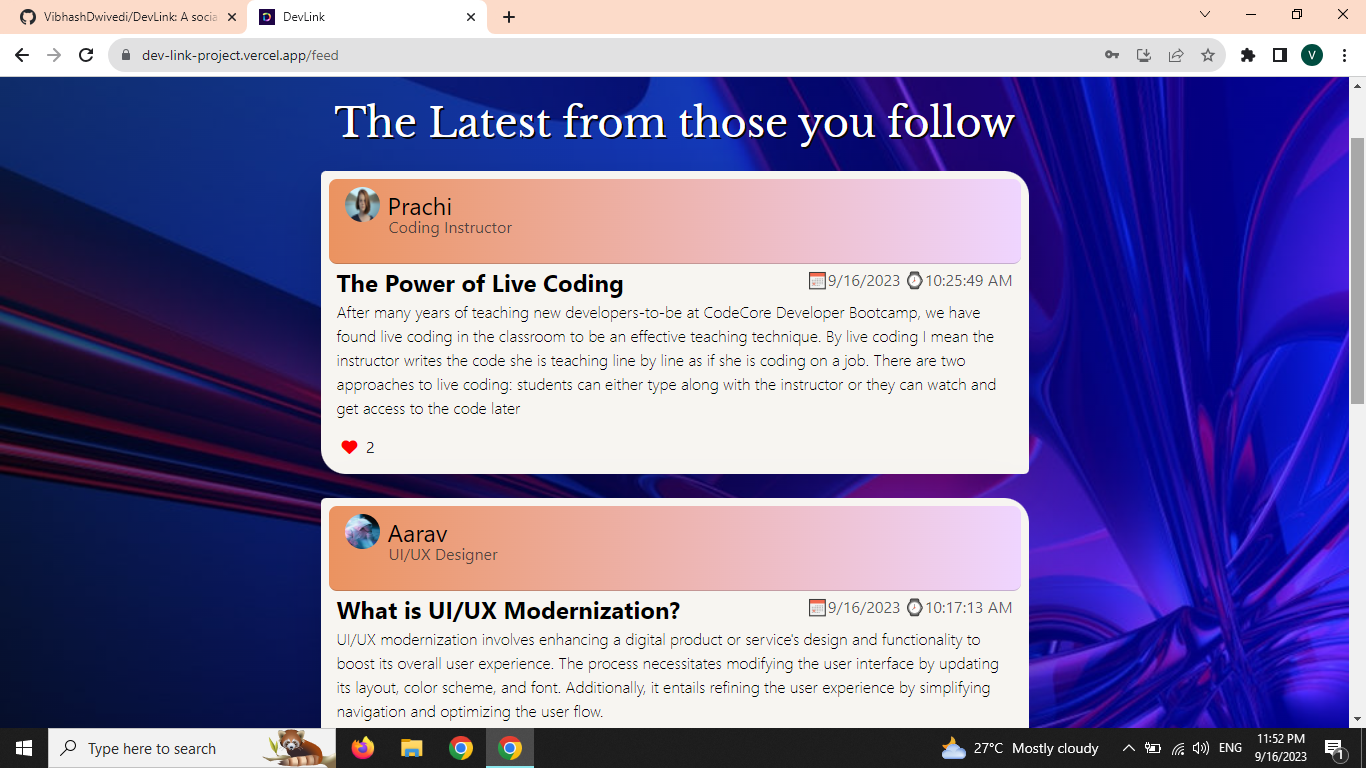 VibhashDwivedi/DevLink: A socia
DevLink
dev-link-project.vercel.app/feed
V
The Latest from those you follow
Prachi
Coding Instructor
The Power of Live Coding
9/16/2023 10:25:49 AM
After many years of teaching new developers-to-be at CodeCore Developer Bootcamp, we have
found live coding in the classroom to be an effective teaching technique. By live coding I mean the
instructor writes the code she is teaching line by line as if she is coding on a job. There are two
approaches to live coding: students can either type along with the instructor or they can watch and
get access to the code later
2
Aarav
UI/UX Designer
What is UI/UX Modernization?
9/16/2023 10:17:13 AM
UI/UX modernization involves enhancing a digital product or service's design and functionality to
boost its overall user experience. The process necessitates modifying the user interface by updating
its layout, color scheme, and font. Additionally, it entails refining the user experience by simplifying
navigation and optimizing the user flow.
Type here to search
27°C Mostly cloudy
ENG
11:52 PM
9/16/2023
1